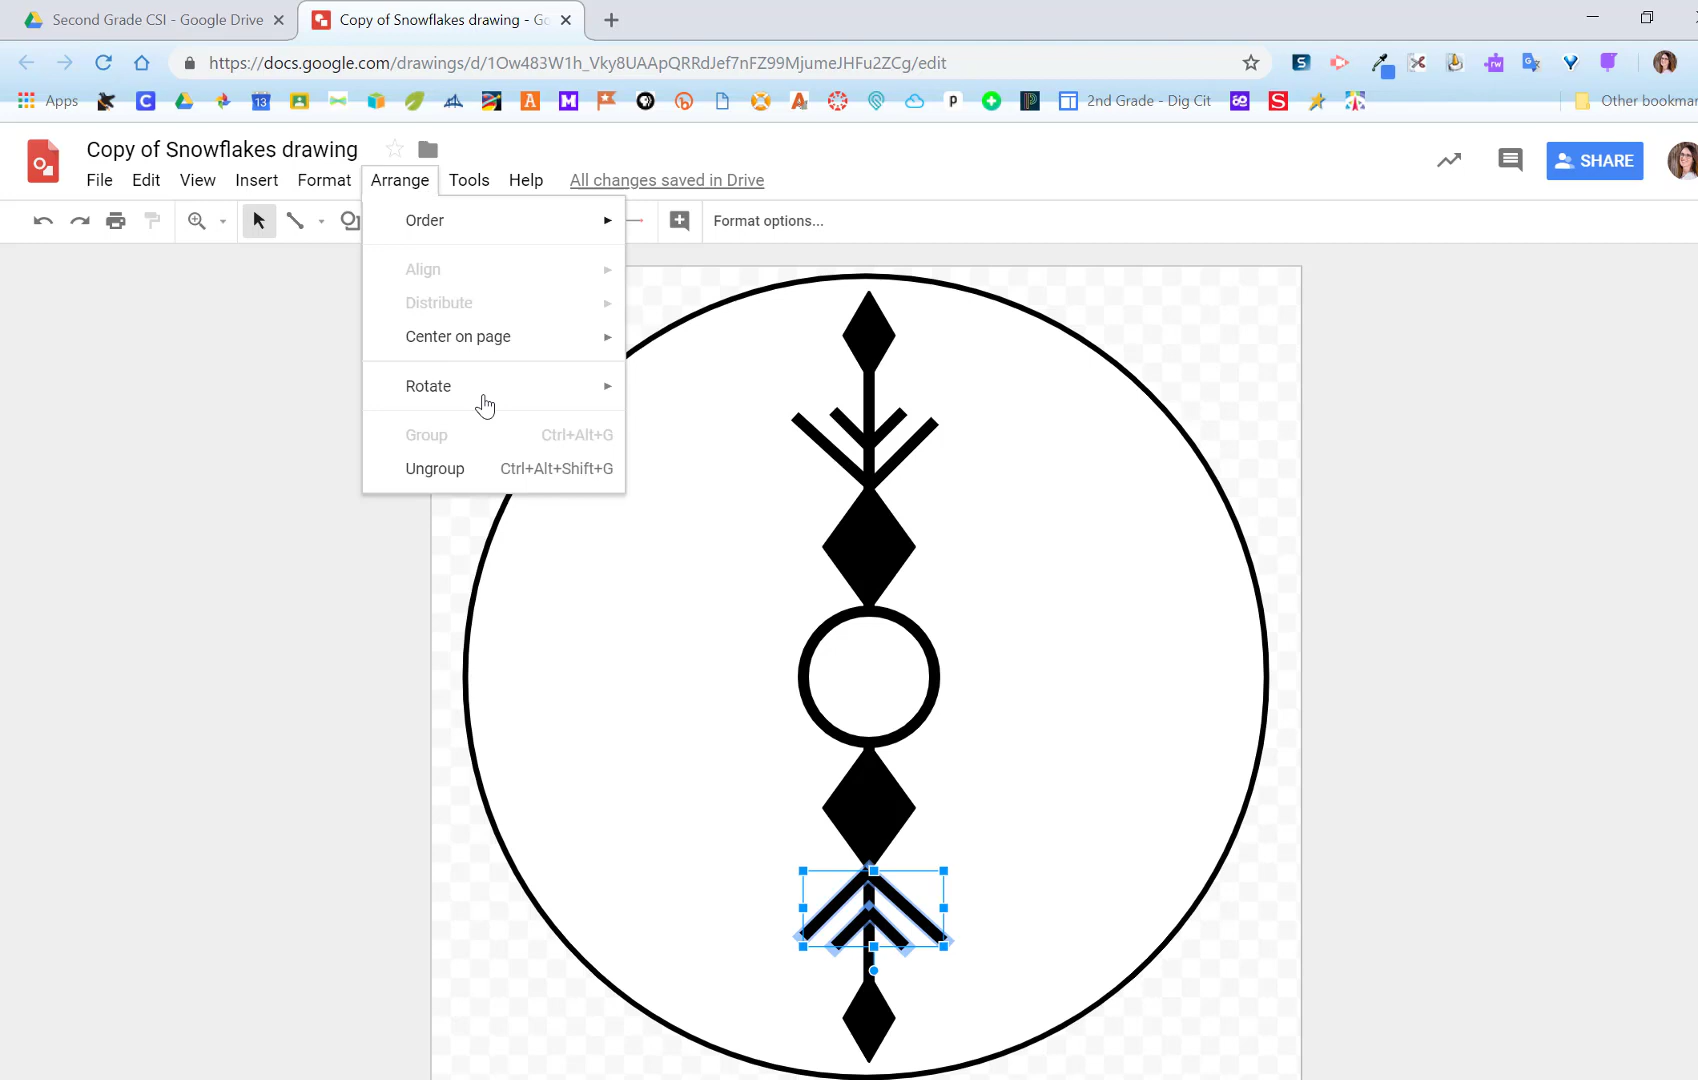 Second Grade CSI - Google Drive
Copy of Snowflakes drawing - Go
https://docs.google.com/drawings/d/1Ow483W1h_Vky8UAApQRRdJef7nFZ99MjumeJHFu2ZCg/edit
Apps
2nd Grade - Dig Cit
Other bookmar
Copy of Snowflakes drawing
SHARE
File Edit View Insert Format Arrange Tools Help All changes saved in Drive
Format options...
Order
Align
Distribute
Center on page
Rotate
Group Ctrl+Alt+G
Ungroup Ctrl+Alt+Shift+G